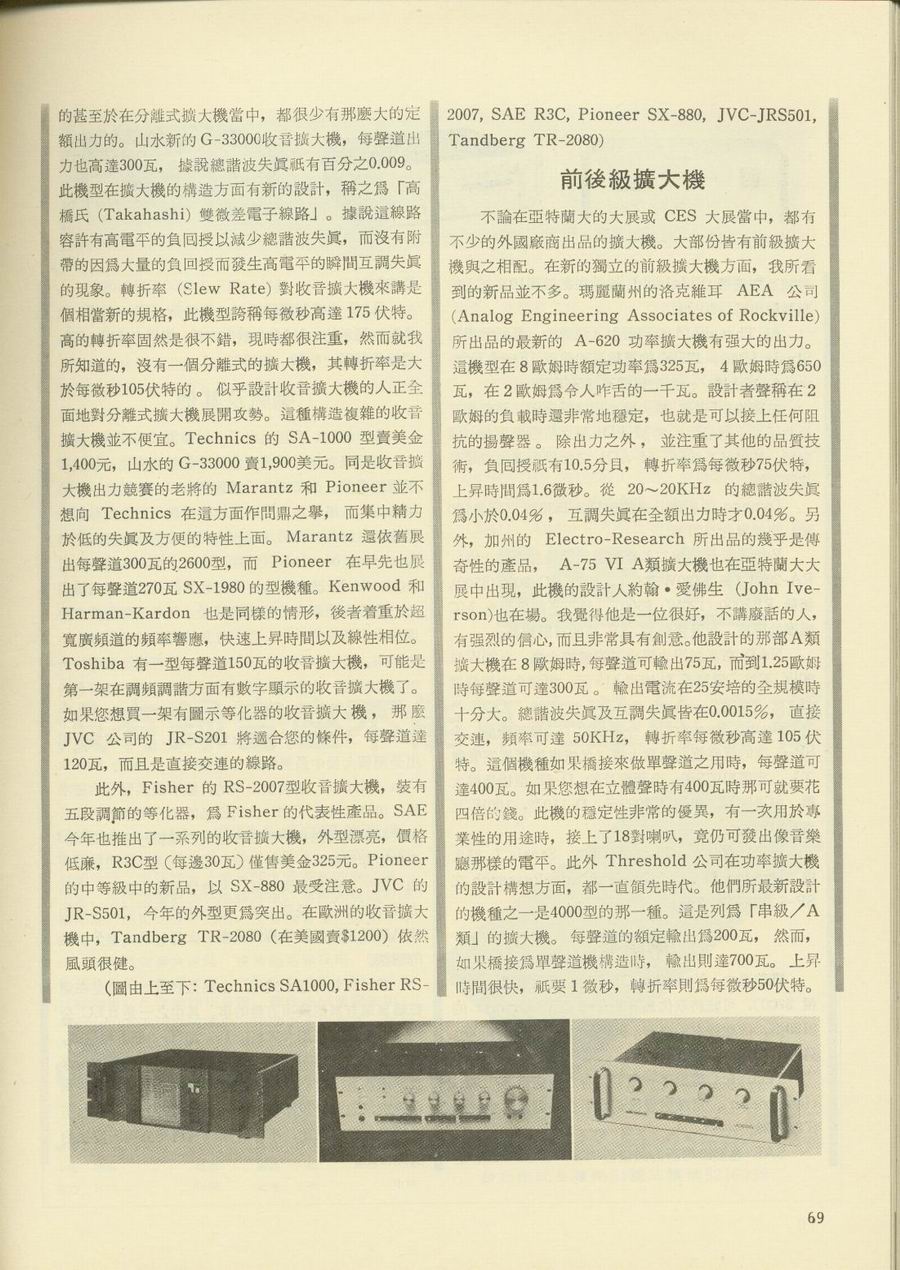 的甚至於在分離式擴大機當中，都很少有那麽大的定
額出力的。山水新的G-33000收音擴大機，每聲道出
力也高達300瓦， 據說總諧波失眞祇有百分之0.009。
此機型在擴大機的構造方面有新的設計，稱之爲「高
橋氏（Takahashi）雙微差電子線路」。據說這線路
容許有高電平的負囘授以減少總諧波失眞，而沒有附
帶的因爲大量的負回授而發生高電平的瞬間互調失眞
的現象。轉折率（Slew Rate）對收音擴大機來講是
個相當新的規格，此機型誇稱每微秒高達 175 伏特。
高的轉折率固然是很不錯，現時都很注重，然而就我
所知道的，沒有一個分離式的擴大機，其轉折率是大
於每微秒105伏特的 。 似乎設計收音擴大機的人正全
面地對分離式擴大機展開攻勢。這種構造複雜的收音
擴大機並不便宜。Technics 的 SA-1000 型賣美金
1,400元，山水的 G-33000 賣1,900美元。同是收音擴
大機出力競賽的老將的 Marantz 和 Pioneer 並不
想向 Technics 在這方面作問鼎之擧， 而集中精力
於低的失眞及方便的特性上面。 Marantz 還依舊展
出每聲道300瓦的2600型，而 Pioneer 在早先也展
出了每聲道270瓦 SX-1980 的型機種。Kenwood 和
Harman-Kardon 也是同樣的情形，後者着重於超
寬廣頻道的頻率響應，快速上昇時間以及線性相位。
Toshiba 有一型每聲道150瓦的收音擴大機，可能是
第一架在調頻調諧方面有數字顯示的收音擴大機了。
如果您想買一架有圖示等化器的收音擴大機， 那麽
JVC 公司的 JR-S201 將適合您的條件，每聲道達
120瓦，而且是直接交連的線路。
此外，Fisher 的 RS-2007型收音擴大機，裝有
五段調節的等化器，爲 Fisher 的代表性產品。SAE
今年也推出了一系列的收音擴大機，外型漂亮，價格
低廉，R3C型（每邊30瓦）僅售美金325元。Pioneer
的中等級中的新品，以 SX-880 最受注意。JVC 的
JR-S501，今年的外型更爲突出。在歐洲的收音擴大
機中，Tandberg TR-2080（在美國賣$1200）依然
風頭很健。
（圖由上至下：Technics SA1000, Fisher RS-
2007, SAE R3C, Pioneer SX-880, JVC-JRS501,
Tandberg TR-2080）
前後級擴大機
不論在亞特蘭大的大展或 CES 大展當中，都有
不少的外國廠商出品的擴大機。大部份皆有前級擴大
機與之相配。在新的獨立的前級擴大機方面，我所看
到的新品並不多。瑪麗蘭州的洛克維耳 AEA 公司
(Analog Engineering Associates of Rockville)
所出品的最新的 A-620 功率擴大機有强大的出力。
這機型在 8 歐姆時額定功率爲325瓦， 4 歐姆時爲650
瓦，在 2 歐姆爲令人咋舌的一千瓦。設計者聲稱在 2
歐姆的負載時還非常地穩定，也就是可以接上任何阻
抗的揚聲器 。 除出力之外， 並注重了其他的品質技
術，負囘授祇有10.5分貝， 轉折率爲每微秒75伏特，
上昇時間爲1.6微秒。從 20～20KHz 的總諧波失眞
爲小於0.04%， 互調失眞在全額出力時才0.04%。另
外，加州的 Electro-Research 所出品的幾乎是傳
奇性的產品， A-75 VI A類擴大機也在亞特蘭大大
展中出現，此機的設計人約翰•愛佛生（John Ive-
rson)也在場。我覺得他是一位很好，不講廢話的人，
有强烈的信心,而且非常具有創意。他設計的那部A類
擴大機在 8 歐姆時,每聲道可輸出75瓦，而到1.25歐姆
時每聲道可達300瓦 。 輸出電流在25安培的全規模時
十分大。總諧波失眞及互調失眞皆在0.0015%， 直接
交連，頻率可達 50KHz， 轉折率每微秒高達 105 伏
特。這個機種如果橋接來做單聲道之用時，每聲道可
達400瓦。如果您想在立體聲時有400瓦時那可就要花
四倍的錢。此機的穩定性非常的優異，有一次用於專
業性的用途時，接上了18對喇叭，竟仍可發出像音樂
廳那樣的電平。此外 Threshold 公司在功率擴大機
的設計構想方面，都一直領先時代。他們所最新設計
的機種之一是4000型的那一種。這是列爲「串級／A
類」的擴大機。 每聲道的額定輸出爲200瓦， 然而，
如果橋接爲單聲道機構造時， 輸出則達700瓦。 上昇
時間很快，祇要 1 微秒，轉折率則爲每微秒50伏特。
69